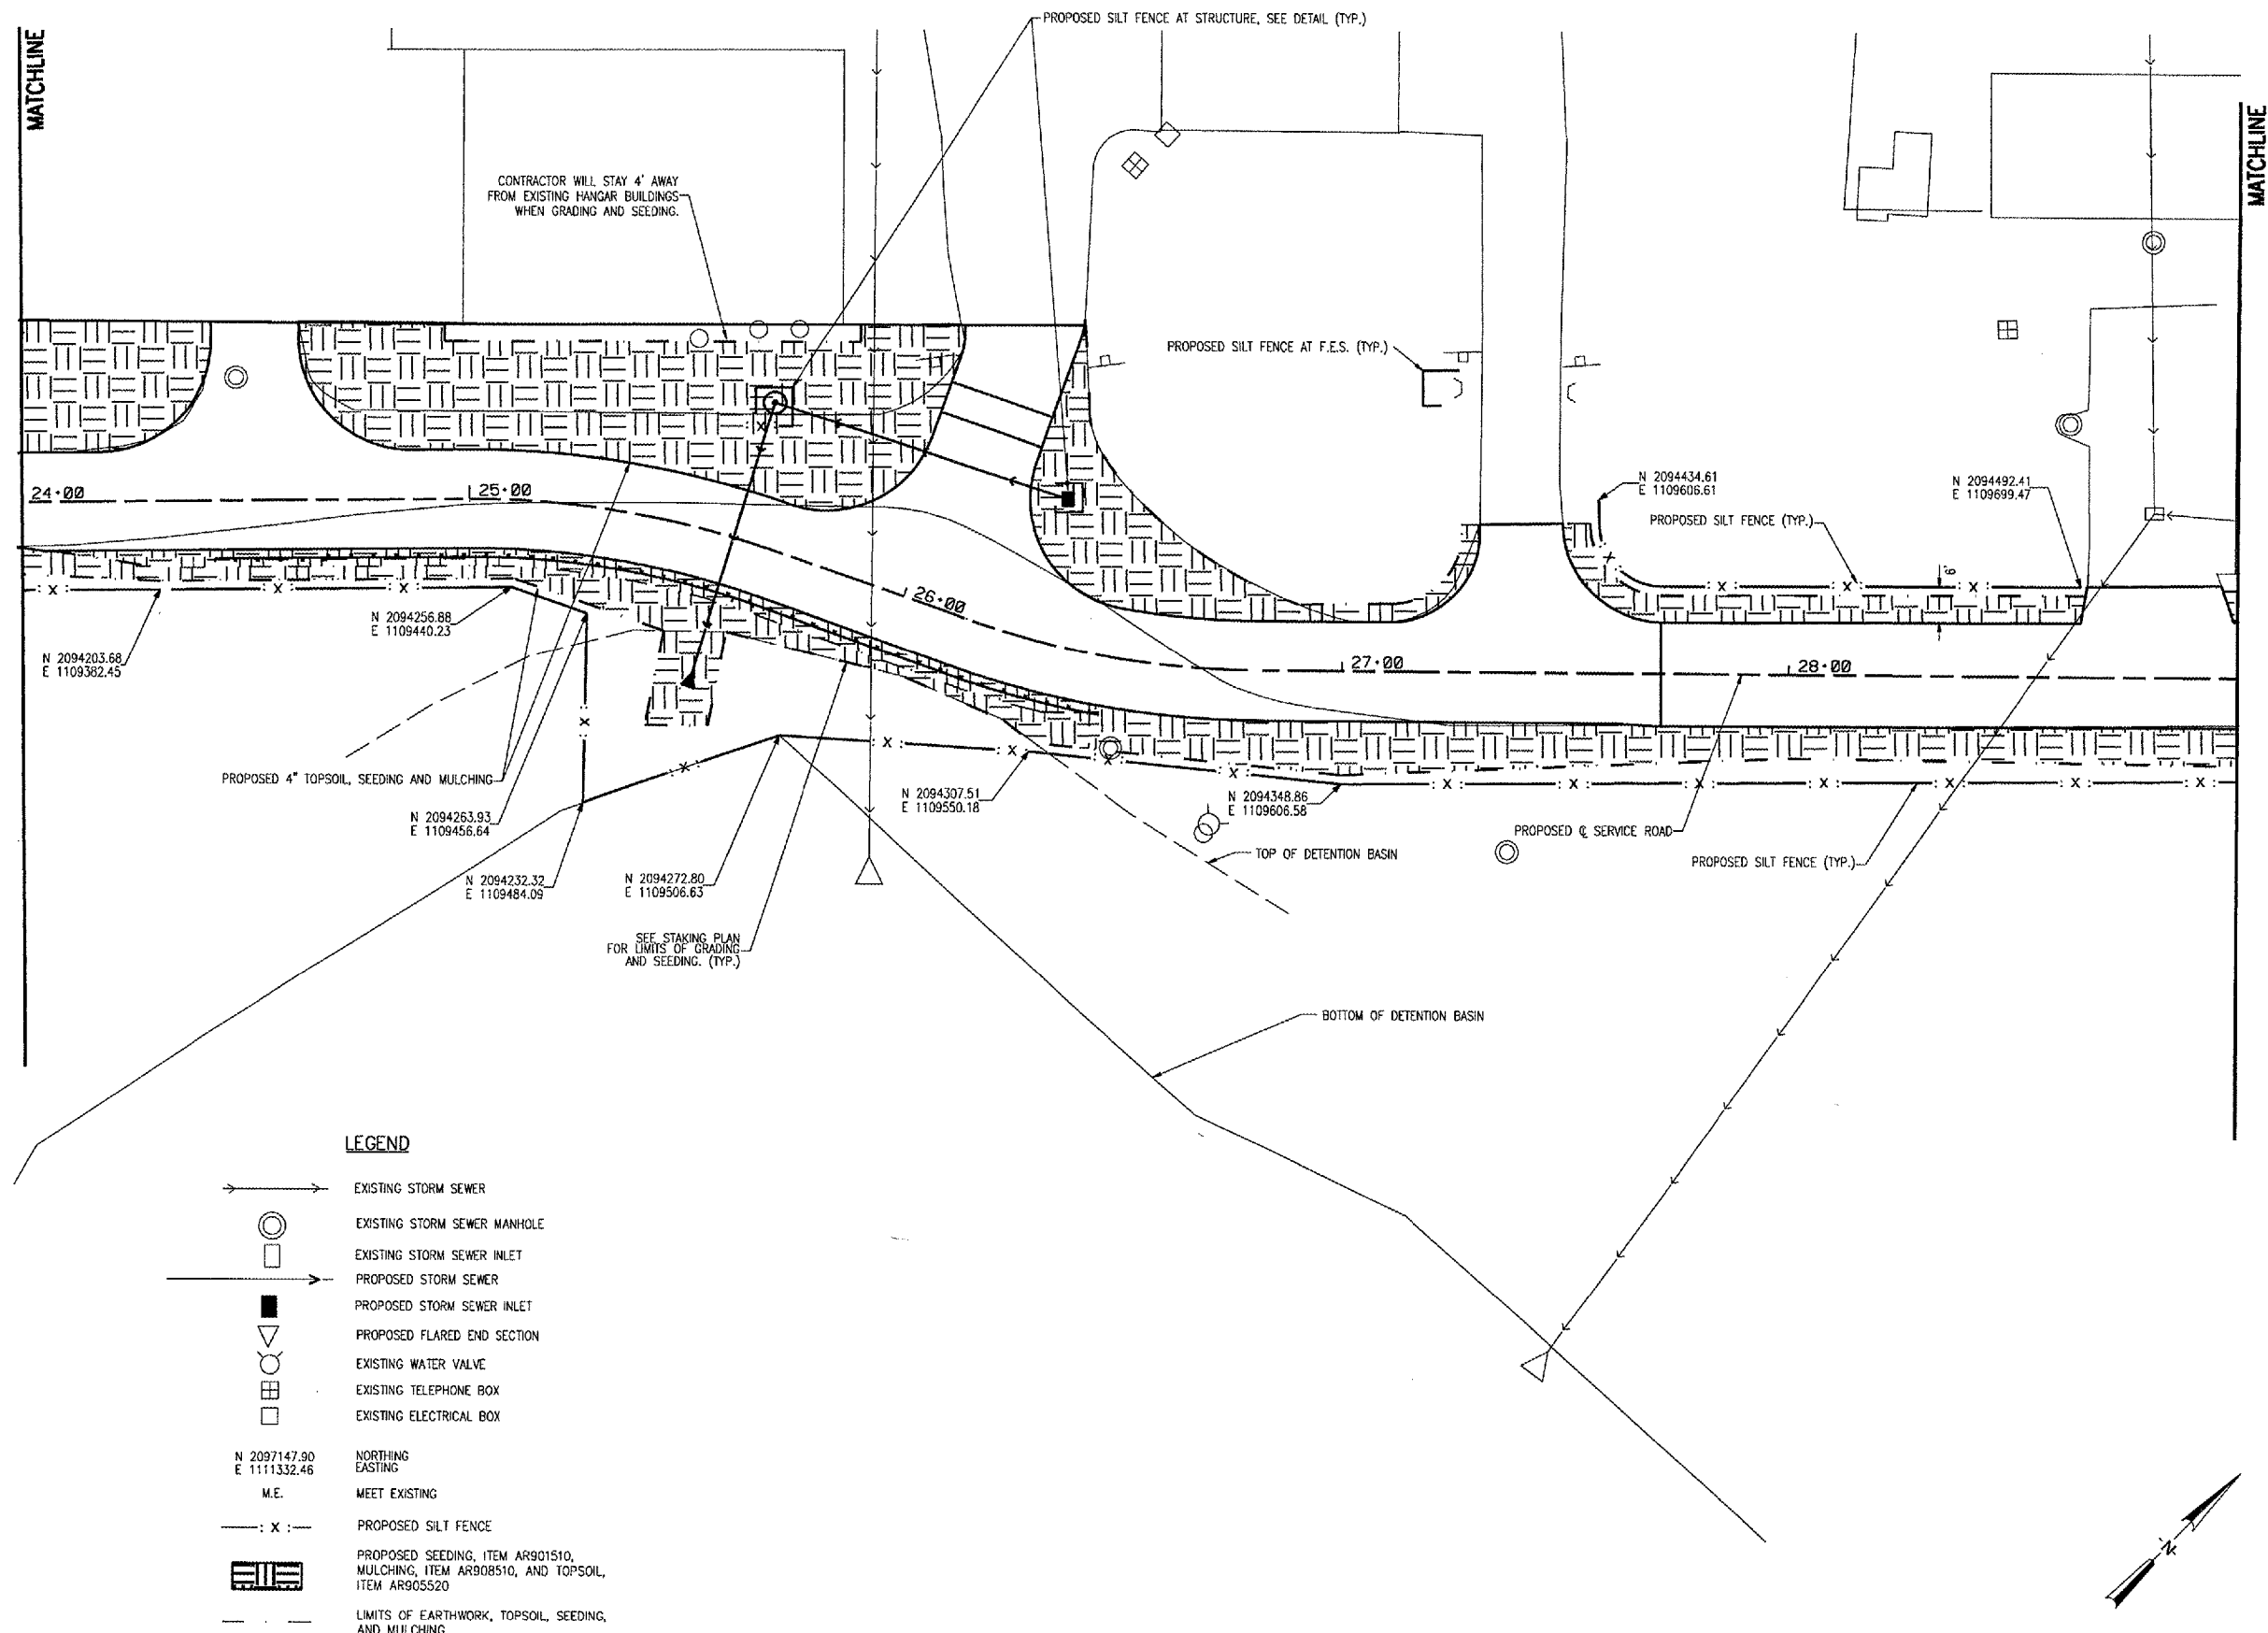 PROPOSED SILT FENCE AT STRUCTURE, SEE DETAIL (TYP.)
MATCHLINE
MATCHLINE
CONTRACTOR WILL STAY 4' AWAY
FROM EXISTING HANGAR BUILDINGS
WHEN GRADING AND SEEDING.
PROPOSED SILT FENCE AT F.E.S. (TYP.)
24+00
25+00
N 2094434.61
E 1109606.61
N 2094492.41
E 1109699.47
PROPOSED SILT FENCE (TYP.)
6'
26+00
N 2094256.88
E 1109440.23
N 2094203.68
E 1109382.45
27+00
28+00
PROPOSED 4" TOPSOIL, SEEDING AND MULCHING
N 2094263.93
E 1109456.64
N 2094307.51
E 1109550.18
N 2094348.86
E 1109606.58
PROPOSED ℄ SERVICE ROAD
TOP OF DETENTION BASIN
PROPOSED SILT FENCE (TYP.)
N 2094232.32
E 1109484.09
N 2094272.80
E 1109506.63
SEE STAKING PLAN
FOR LIMITS OF GRADING
AND SEEDING. (TYP.)
BOTTOM OF DETENTION BASIN
LEGEND
EXISTING STORM SEWER
EXISTING STORM SEWER MANHOLE
EXISTING STORM SEWER INLET
PROPOSED STORM SEWER
PROPOSED STORM SEWER INLET
PROPOSED FLARED END SECTION
EXISTING WATER VALVE
EXISTING TELEPHONE BOX
EXISTING ELECTRICAL BOX
N 2097147.90 NORTHING
E 1111332.46 EASTING
M.E. MEET EXISTING
: X : PROPOSED SILT FENCE
PROPOSED SEEDING, ITEM AR901510,
MULCHING, ITEM AR908510, AND TOPSOIL,
ITEM AR905520
LIMITS OF EARTHWORK, TOPSOIL, SEEDING,
AND MULCHING
N